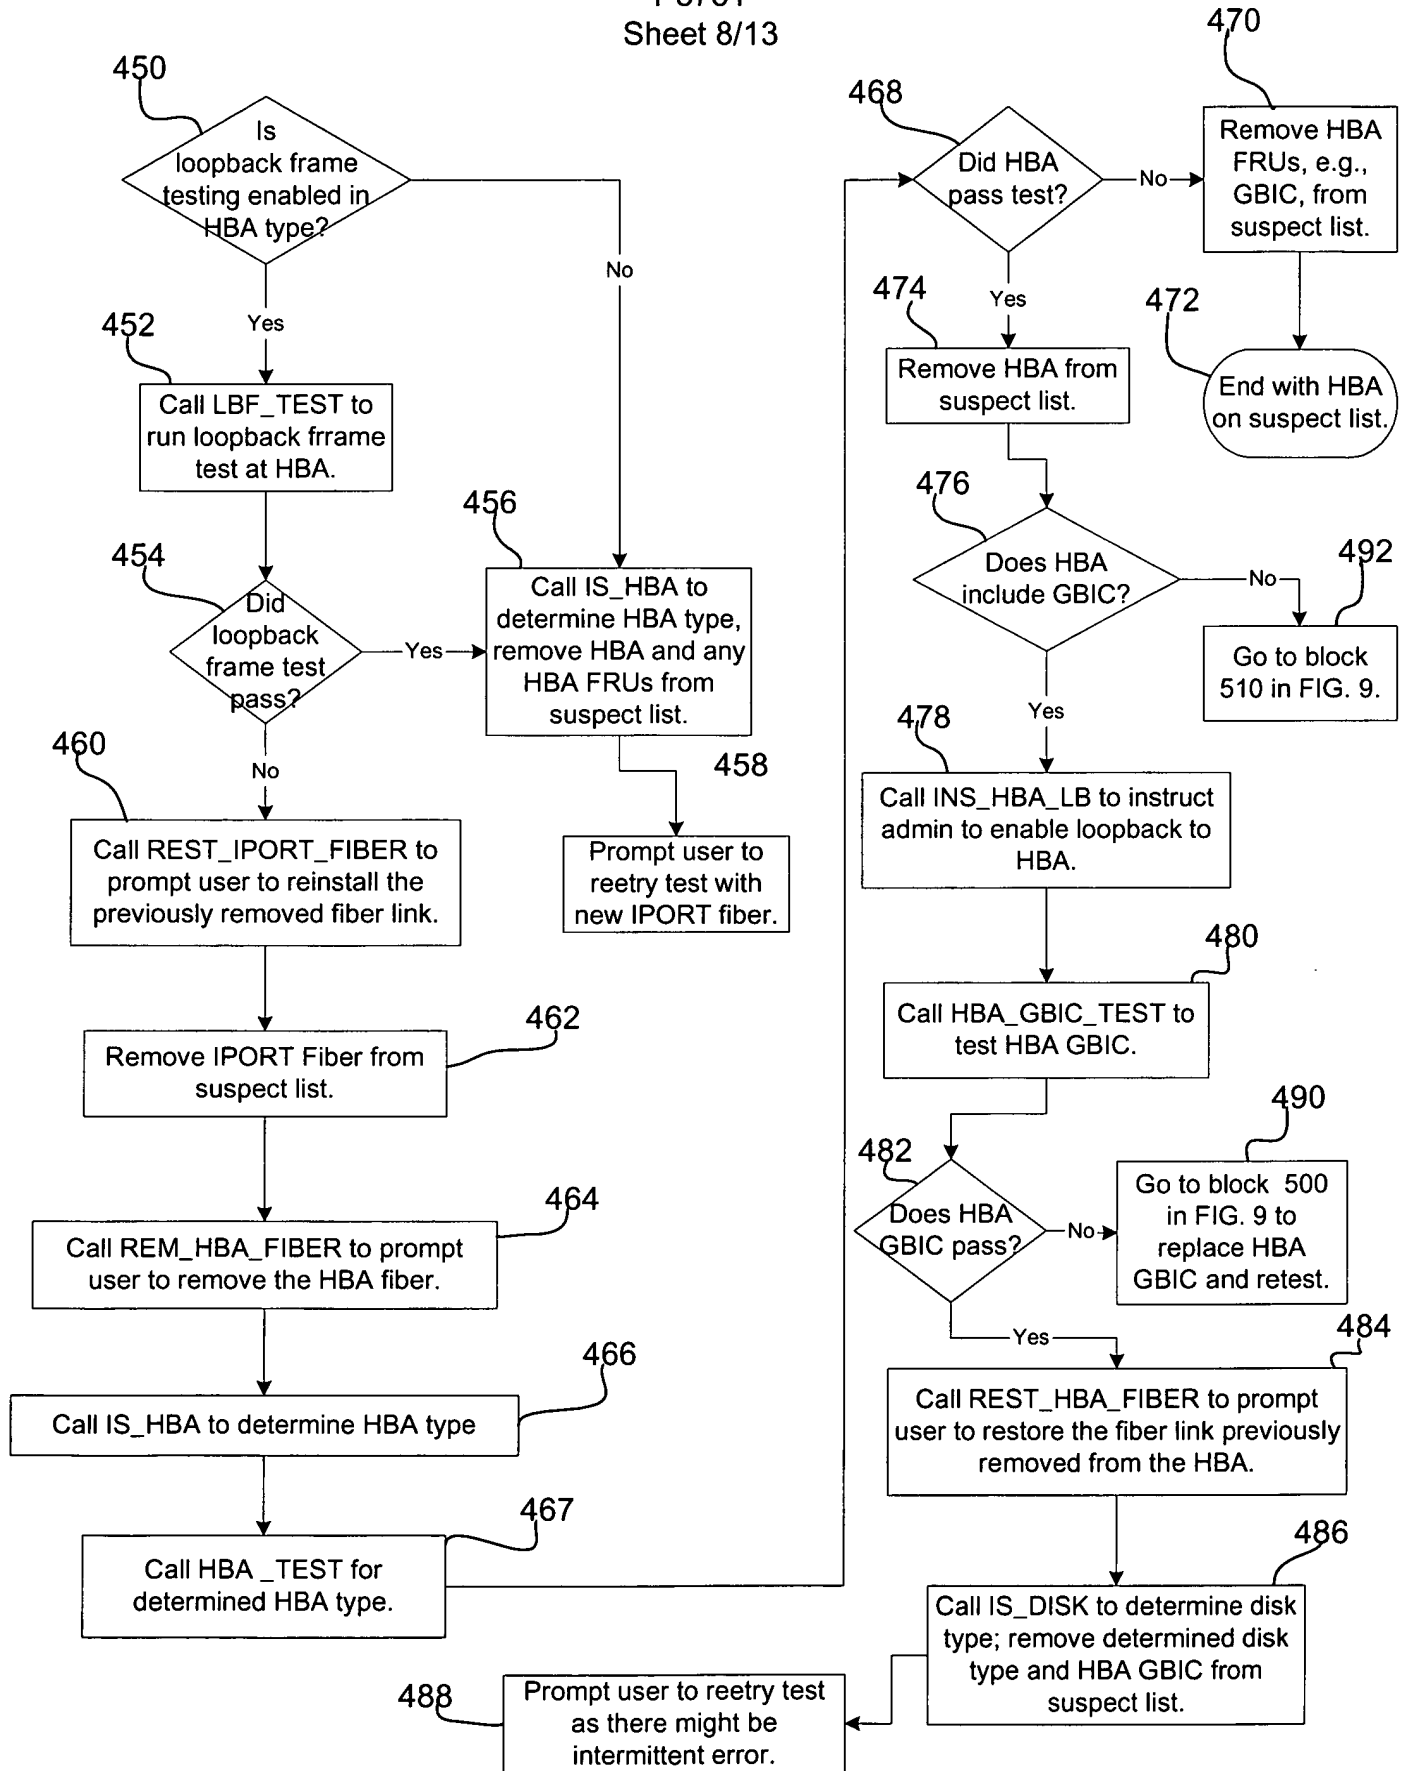 Sheet 8/13
450
Is
loopback frame
testing enabled in
HBA type?
No
Yes
452
Call LBF_TEST to
run loopback frrame
test at HBA.
454
Did
loopback
frame test
pass?
Yes
No
456
Call IS_HBA to
determine HBA type,
remove HBA and any
HBA FRUs from
suspect list.
458
Prompt user to
reetry test with
new IPORT fiber.
460
Call REST_IPORT_FIBER to
prompt user to reinstall the
previously removed fiber link.
462
Remove IPORT Fiber from
suspect list.
464
Call REM_HBA_FIBER to prompt
user to remove the HBA fiber.
466
Call IS_HBA to determine HBA type
467
Call HBA _TEST for
determined HBA type.
468
Did HBA
pass test?
No
Yes
470
Remove HBA
FRUs, e.g.,
GBIC, from
suspect list.
472
End with HBA
on suspect list.
474
Remove HBA from
suspect list.
476
Does HBA
include GBIC?
No
Yes
492
Go to block
510 in FIG. 9.
478
Call INS_HBA_LB to instruct
admin to enable loopback to
HBA.
480
Call HBA_GBIC_TEST to
test HBA GBIC.
482
Does HBA
GBIC pass?
No
Yes
490
Go to block 500
in FIG. 9 to
replace HBA
GBIC and retest.
484
Call REST_HBA_FIBER to prompt
user to restore the fiber link previously
removed from the HBA.
486
Call IS_DISK to determine disk
type; remove determined disk
type and HBA GBIC from
suspect list.
488
Prompt user to reetry test
as there might be
intermittent error.